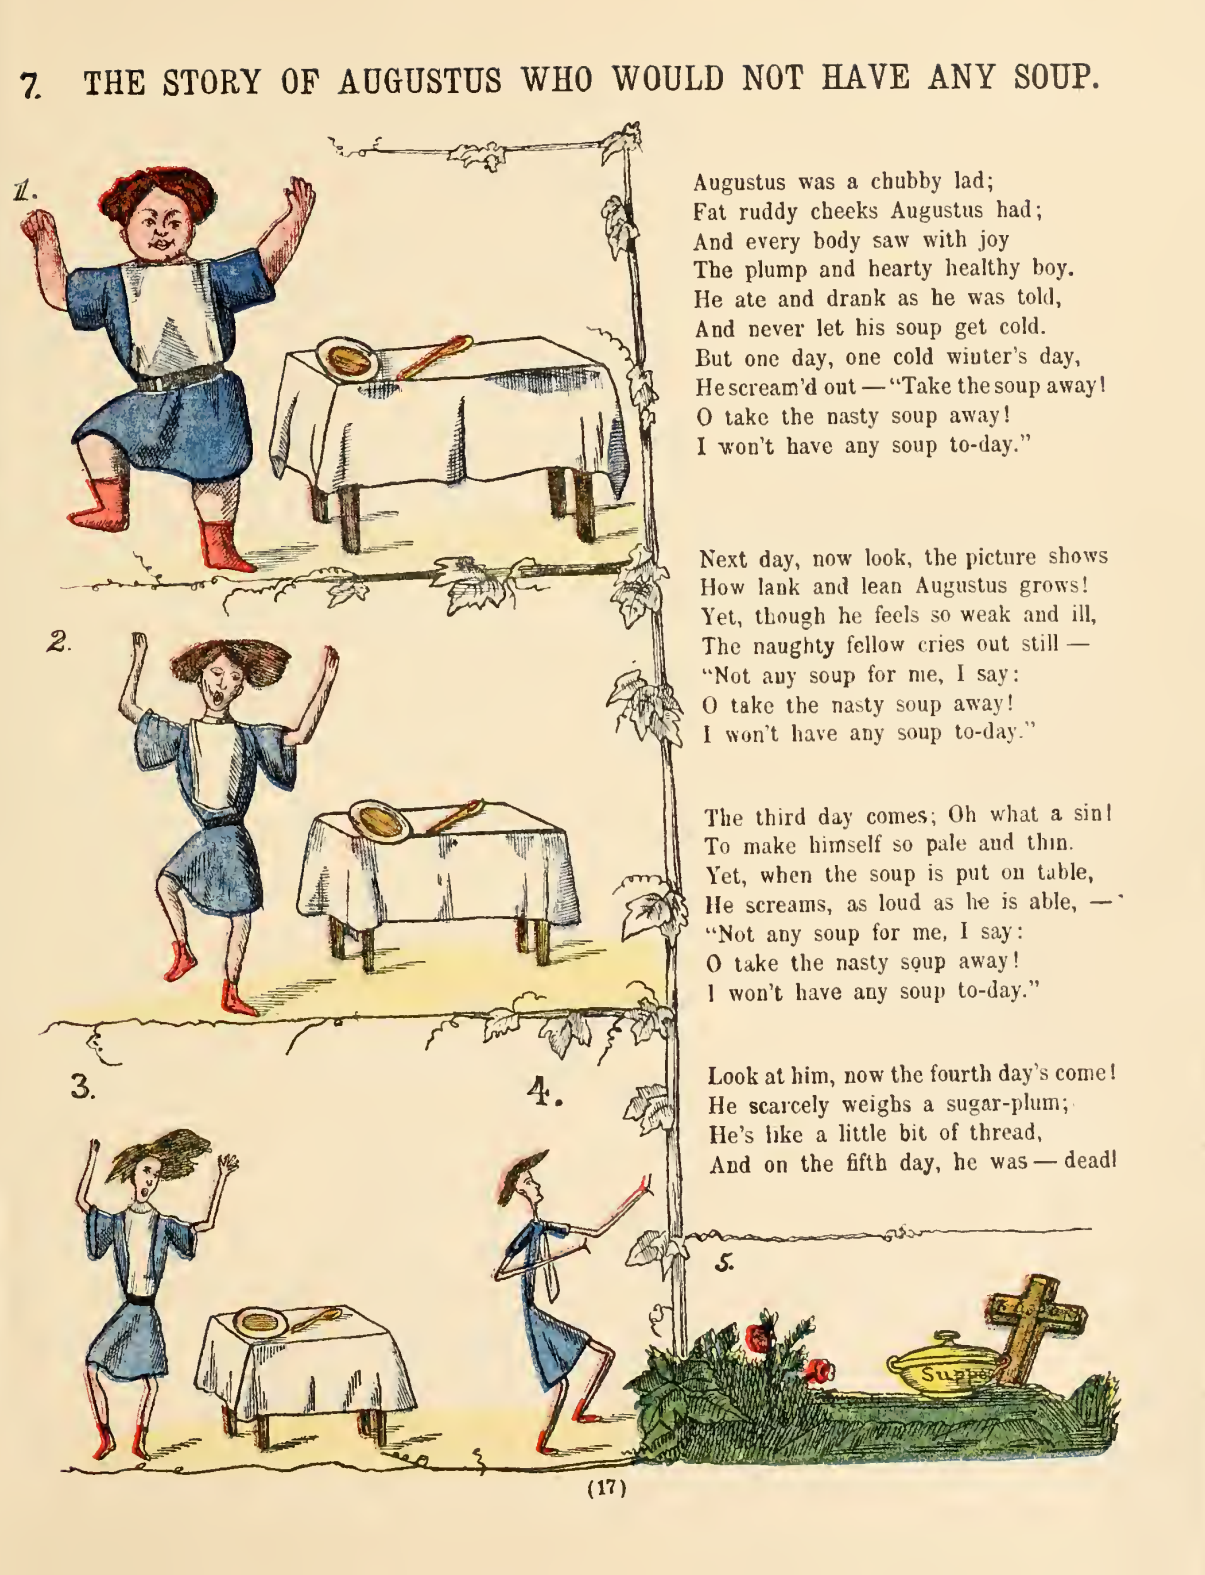 7. THE STORY OF AUGUSTUS WHO WOULD NOT HAVE ANY SOUP.
1.
Augustus was a chubby lad;
Fat ruddy cheeks Augustus had;
And every body saw with joy
The plump and hearty healthy boy.
He ate and drank as he was told,
And never let his soup get cold.
But one day, one cold winter's day,
He scream'd out — “Take the soup away!
O take the nasty soup away!
I won't have any soup to-day.”
2.
Next day, now look, the picture shows
How lank and lean Augustus grows!
Yet, though he feels so weak and ill,
The naughty fellow cries out still —
“Not any soup for me, I say:
O take the nasty soup away!
I won't have any soup to-day.”
The third day comes; Oh what a sin!
To make himself so pale and thin.
Yet, when the soup is put on table,
He screams, as loud as he is able, —
“Not any soup for me, I say:
O take the nasty soup away!
I won't have any soup to-day.”
3.
4.
Look at him, now the fourth day's come!
He scarcely weighs a sugar-plum;
He's like a little bit of thread,
And on the fifth day, he was — dead!
5.
(17)